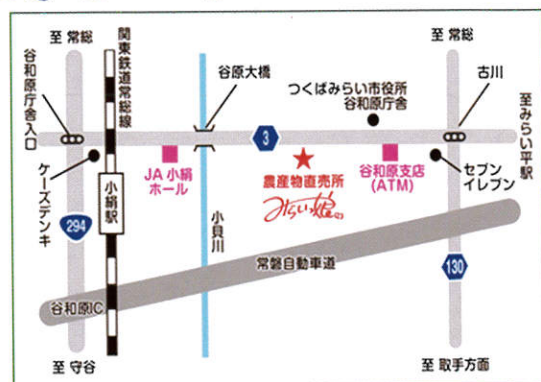 至 常総
関東鉄道常総線
谷原大橋
至 常総
古川
つくばみらい市役所
谷和原庁舎
谷和原庁舎入口
至みらい平駅
3
ケーズデンキ
JA 小絹
ホール
農産物直売所
みらいっ娘。
谷和原支店
(ATM)
セブン
イレブン
小絹駅
294
小貝川
常磐自動車道
130
谷和原IC
至 守谷
至 取手方面